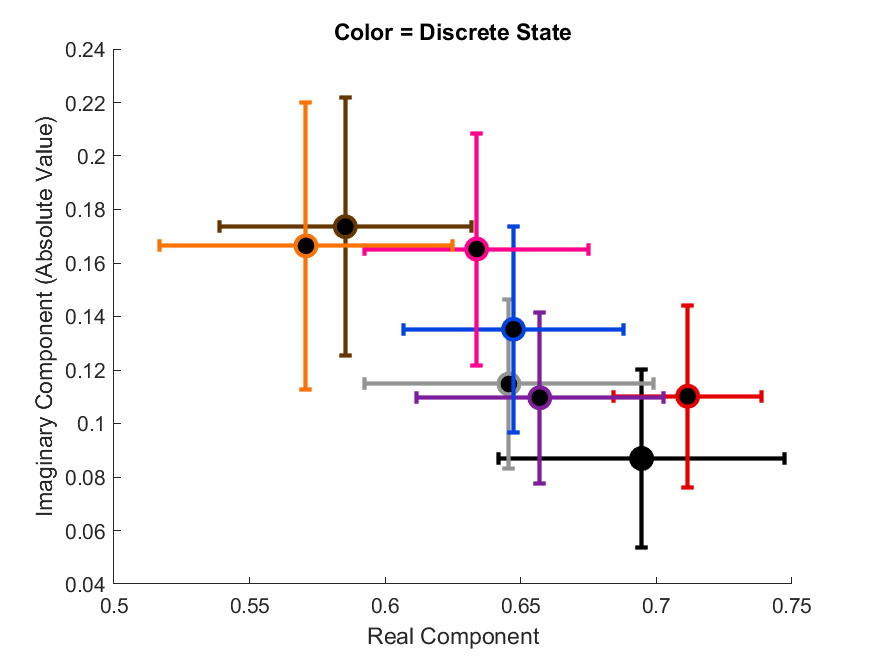 Color = Discrete State
Imaginary Component (Absolute Value)
0.24
0.22
0.2
0.18
0.16
0.14
0.12
0.1
0.08
0.06
0.04
0.5 0.55 0.6 0.65 0.7 0.75
Real Component